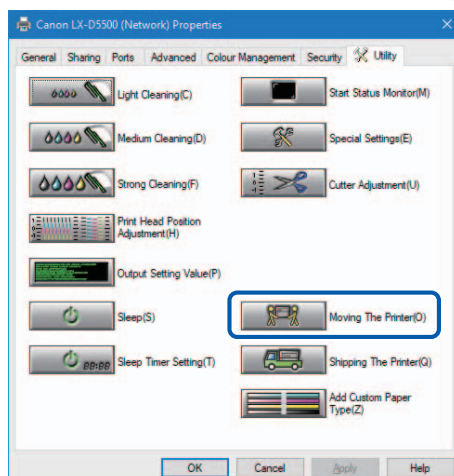 Canon LX-D5500 (Network) Properties
General Sharing Ports Advanced Colour Management Security Utility
Light Cleaning(C)
Start Status Monitor(M)
Medium Cleaning(D)
Special Settings(E)
Strong Cleaning(F)
Cutter Adjustment(U)
Print Head Position
Adjustment(H)
Output Setting Value(P)
Sleep(S)
Moving The Printer(O)
88:88
Sleep Timer Setting(T)
Shipping The Printer(Q)
Add Custom Paper
Type(Z)
OK Cancel Apply Help